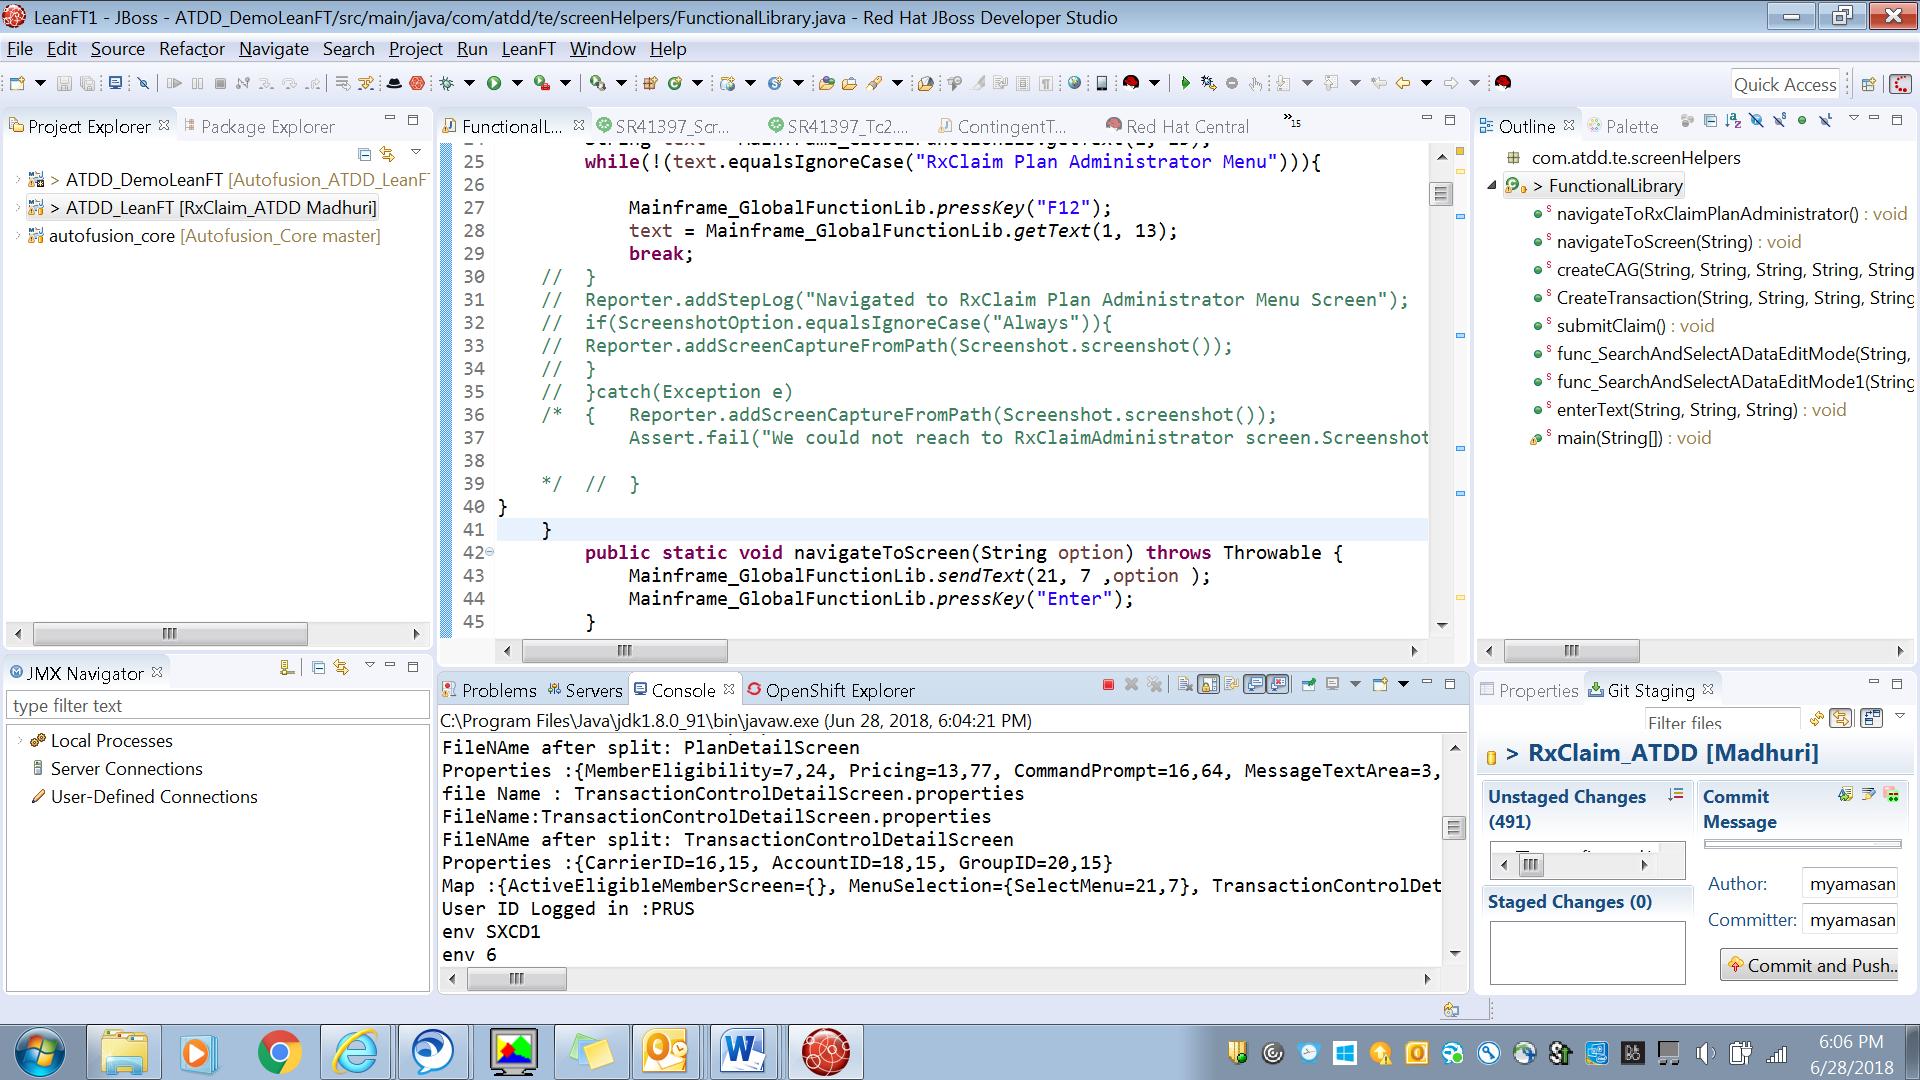 LeanFT1 - JBoss - ATDD_DemoLeanFT/src/main/java/com/atdd/te/screenHelpers/FunctionalLibrary.java - Red Hat JBoss Developer Studio
File Edit Source Refactor Navigate Search Project Run LeanFT Window Help
Quick Access
Project Explorer
Package Explorer
> ATDD_DemoLeanFT [Autofusion_ATDD_LeanF
> ATDD_LeanFT [RxClaim_ATDD Madhuri]
autofusion_core [Autofusion_Core master]
JMX Navigator
type filter text
Local Processes
Server Connections
User-Defined Connections
FunctionalL...
SR41397_Scr...
SR41397_Tc2...
ContingentT...
Red Hat Central
»15
25 while(!(text.equalsIgnoreCase("RxClaim Plan Administrator Menu"))){
26
27 Mainframe_GlobalFunctionLib.pressKey("F12");
28 text = Mainframe_GlobalFunctionLib.getText(1, 13);
29 break;
30 // }
31 // Reporter.addStepLog("Navigated to RxClaim Plan Administrator Menu Screen");
32 // if(ScreenshotOption.equalsIgnoreCase("Always")){
33 // Reporter.addScreenCaptureFromPath(Screenshot.screenshot());
34 // }
35 // }catch(Exception e)
36 /* { Reporter.addScreenCaptureFromPath(Screenshot.screenshot());
37 Assert.fail("We could not reach to RxClaimAdministrator screen.Screenshot
38
39 */ // }
40 }
41 }
42 public static void navigateToScreen(String option) throws Throwable {
43 Mainframe_GlobalFunctionLib.sendText(21, 7 ,option );
44 Mainframe_GlobalFunctionLib.pressKey("Enter");
45 }
Problems
Servers
Console
OpenShift Explorer
C:\Program Files\Java\jdk1.8.0_91\bin\javaw.exe (Jun 28, 2018, 6:04:21 PM)
FileNAme after split: PlanDetailScreen
Properties :{MemberEligibility=7,24, Pricing=13,77, CommandPrompt=16,64, MessageTextArea=3,
file Name : TransactionControlDetailScreen.properties
FileName:TransactionControlDetailScreen.properties
FileNAme after split: TransactionControlDetailScreen
Properties :{CarrierID=16,15, AccountID=18,15, GroupID=20,15}
Map :{ActiveEligibleMemberScreen={}, MenuSelection={SelectMenu=21,7}, TransactionControlDet
User ID Logged in :PRUS
env SXCD1
env 6
Outline
Palette
com.atdd.te.screenHelpers
> FunctionalLibrary
navigateToRxClaimPlanAdministrator() : void
navigateToScreen(String) : void
createCAG(String, String, String, String, String
CreateTransaction(String, String, String, String
submitClaim() : void
func_SearchAndSelectADataEditMode(String,
func_SearchAndSelectADataEditMode1(String
enterText(String, String, String) : void
main(String[]) : void
Properties
Git Staging
Filter files
> RxClaim_ATDD [Madhuri]
Unstaged Changes (491)
Staged Changes (0)
Commit Message
Author: myamasan
Committer: myamasan
Commit and Push..
6:06 PM
6/28/2018